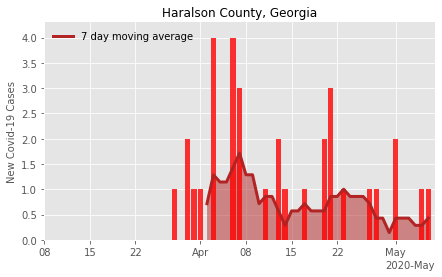 Haralson County, Georgia
7 day moving average
New Covid-19 Cases
4.0
3.5
3.0
2.5
2.0
1.5
1.0
0.5
0.0
08 15 22 Apr 08 15 22 May
2020-May